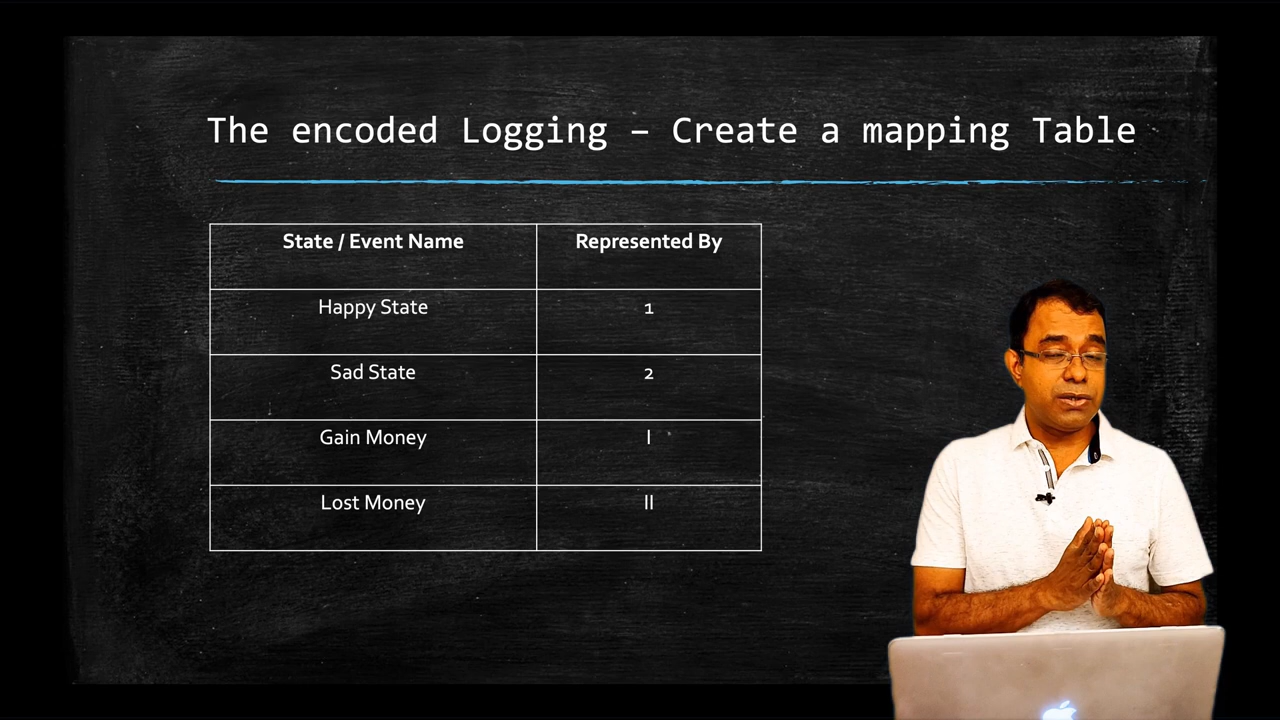 The encoded Logging – Create a mapping Table
State / Event Name Represented By
Happy State 1
Sad State 2
Gain Money I
Lost Money II